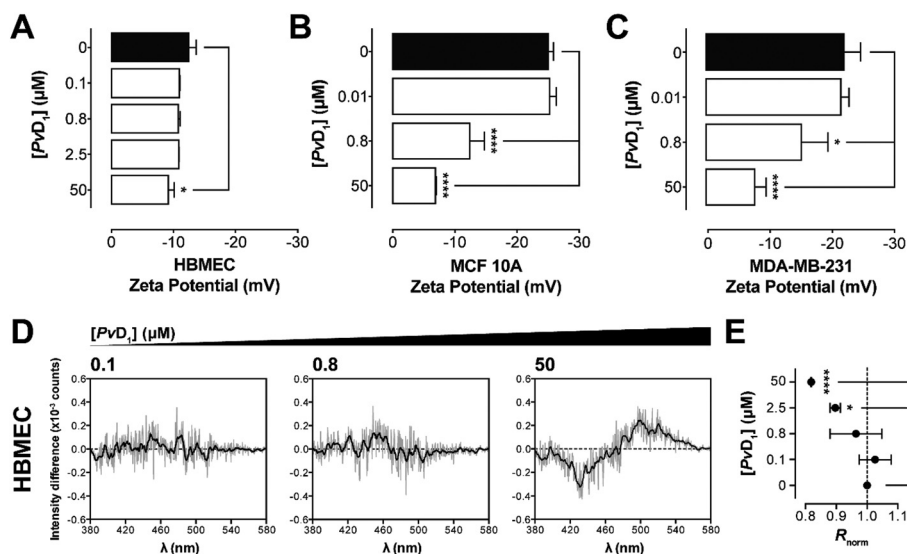 A
[PvD₁] (µM)
0
0.1
0.8
2.5
50
*
0 -10 -20 -30
HBMEC
Zeta Potential (mV)
B
[PvD₁] (µM)
0
0.01
0.8
50
****
****
0 -10 -20 -30
MCF 10A
Zeta Potential (mV)
C
[PvD₁] (µM)
0
0.01
0.8
50
*
****
0 -10 -20 -30
MDA-MB-231
Zeta Potential (mV)
D
[PvD₁] (µM)
0.1 0.8 50
HBMEC
Intensity difference (x10⁻³ counts)
0.6
0.4
0.2
0.0
-0.2
-0.4
-0.6
380 420 460 500 540 580
λ (nm)
0.6
0.4
0.2
0.0
-0.2
-0.4
-0.6
380 420 460 500 540 580
λ (nm)
0.6
0.4
0.2
0.0
-0.2
-0.4
-0.6
380 420 460 500 540 580
λ (nm)
E
[PvD₁] (µM)
50
2.5
0.8
0.1
0
****
*
0.8 0.9 1.0 1.1
Rnorm